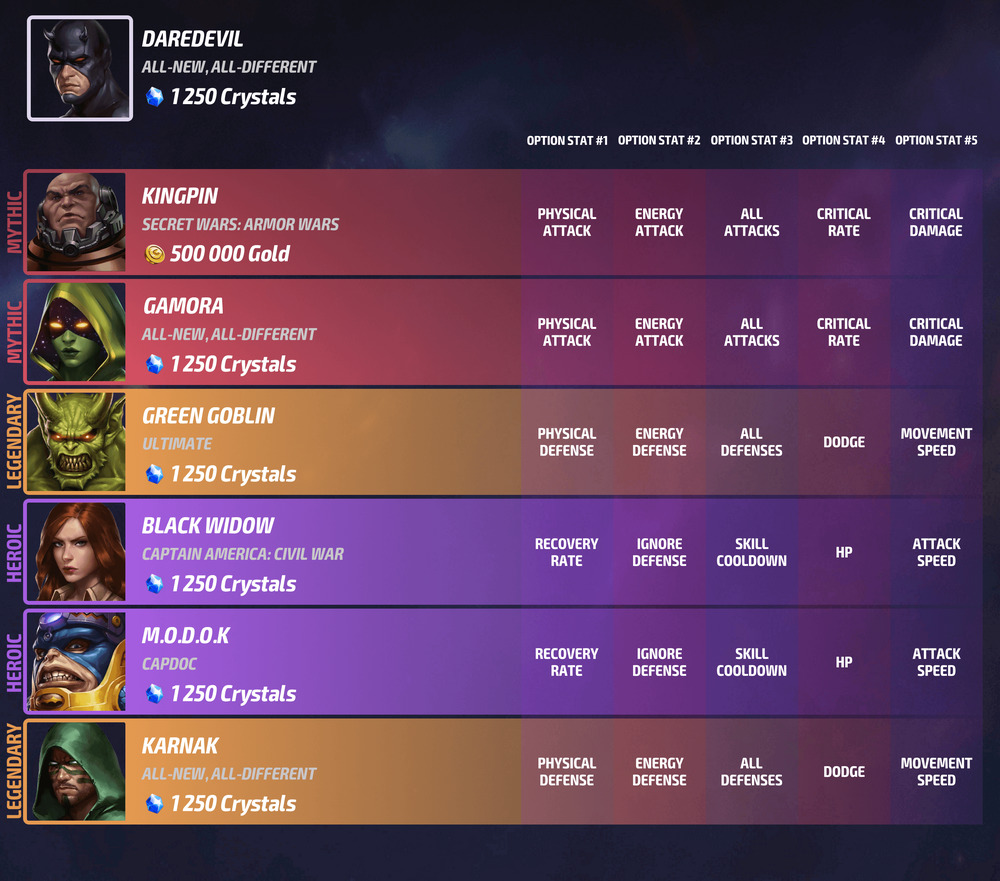 DAREDEVIL
ALL-NEW, ALL-DIFFERENT
1 250 Crystals
OPTION STAT #1 OPTION STAT #2 OPTION STAT #3 OPTION STAT #4 OPTION STAT #5
MYTHIC
KINGPIN
SECRET WARS: ARMOR WARS
500 000 Gold
PHYSICAL ATTACK
ENERGY ATTACK
ALL ATTACKS
CRITICAL RATE
CRITICAL DAMAGE
MYTHIC
GAMORA
ALL-NEW, ALL-DIFFERENT
1 250 Crystals
PHYSICAL ATTACK
ENERGY ATTACK
ALL ATTACKS
CRITICAL RATE
CRITICAL DAMAGE
LEGENDARY
GREEN GOBLIN
ULTIMATE
1 250 Crystals
PHYSICAL DEFENSE
ENERGY DEFENSE
ALL DEFENSES
DODGE
MOVEMENT SPEED
HEROIC
BLACK WIDOW
CAPTAIN AMERICA: CIVIL WAR
1 250 Crystals
RECOVERY RATE
IGNORE DEFENSE
SKILL COOLDOWN
HP
ATTACK SPEED
HEROIC
M.O.D.O.K
CAPDOC
1 250 Crystals
RECOVERY RATE
IGNORE DEFENSE
SKILL COOLDOWN
HP
ATTACK SPEED
LEGENDARY
KARNAK
ALL-NEW, ALL-DIFFERENT
1 250 Crystals
PHYSICAL DEFENSE
ENERGY DEFENSE
ALL DEFENSES
DODGE
MOVEMENT SPEED